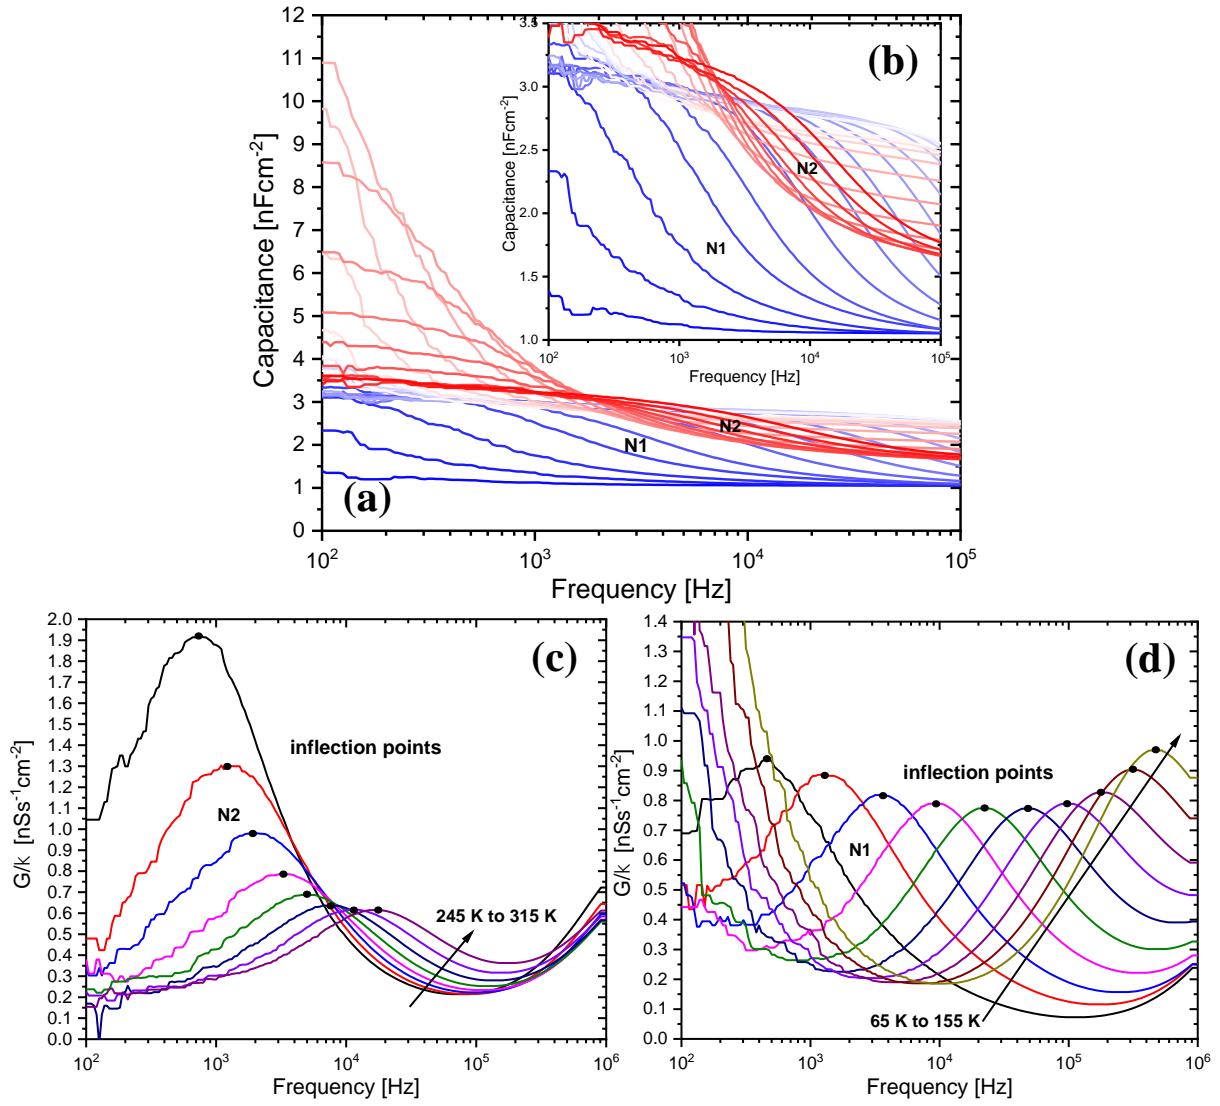 12
11
10
9
8
7
6
5
4
3
2
1
0
Capacitance [nFcm-2]
(a)
N1
N2
10² 10³ 10⁴ 10⁵
Frequency [Hz]
3.5
3.0
2.5
2.0
1.5
1.0
Capacitance [nFcm-2]
(b)
N2
N1
10² 10³ 10⁴ 10⁵
Frequency [Hz]
2.0
1.9
1.8
1.7
1.6
1.5
1.4
1.3
1.2
1.1
1.0
0.9
0.8
0.7
0.6
0.5
0.4
0.3
0.2
0.1
0.0
G/k [nSs-1cm-2]
(c)
inflection points
N2
245 K to 315 K
10² 10³ 10⁴ 10⁵ 10⁶
Frequency [Hz]
1.4
1.3
1.2
1.1
1.0
0.9
0.8
0.7
0.6
0.5
0.4
0.3
0.2
0.1
0.0
G/k [nSs-1cm-2]
(d)
inflection points
N1
65 K to 155 K
10² 10³ 10⁴ 10⁵ 10⁶
Frequency [Hz]